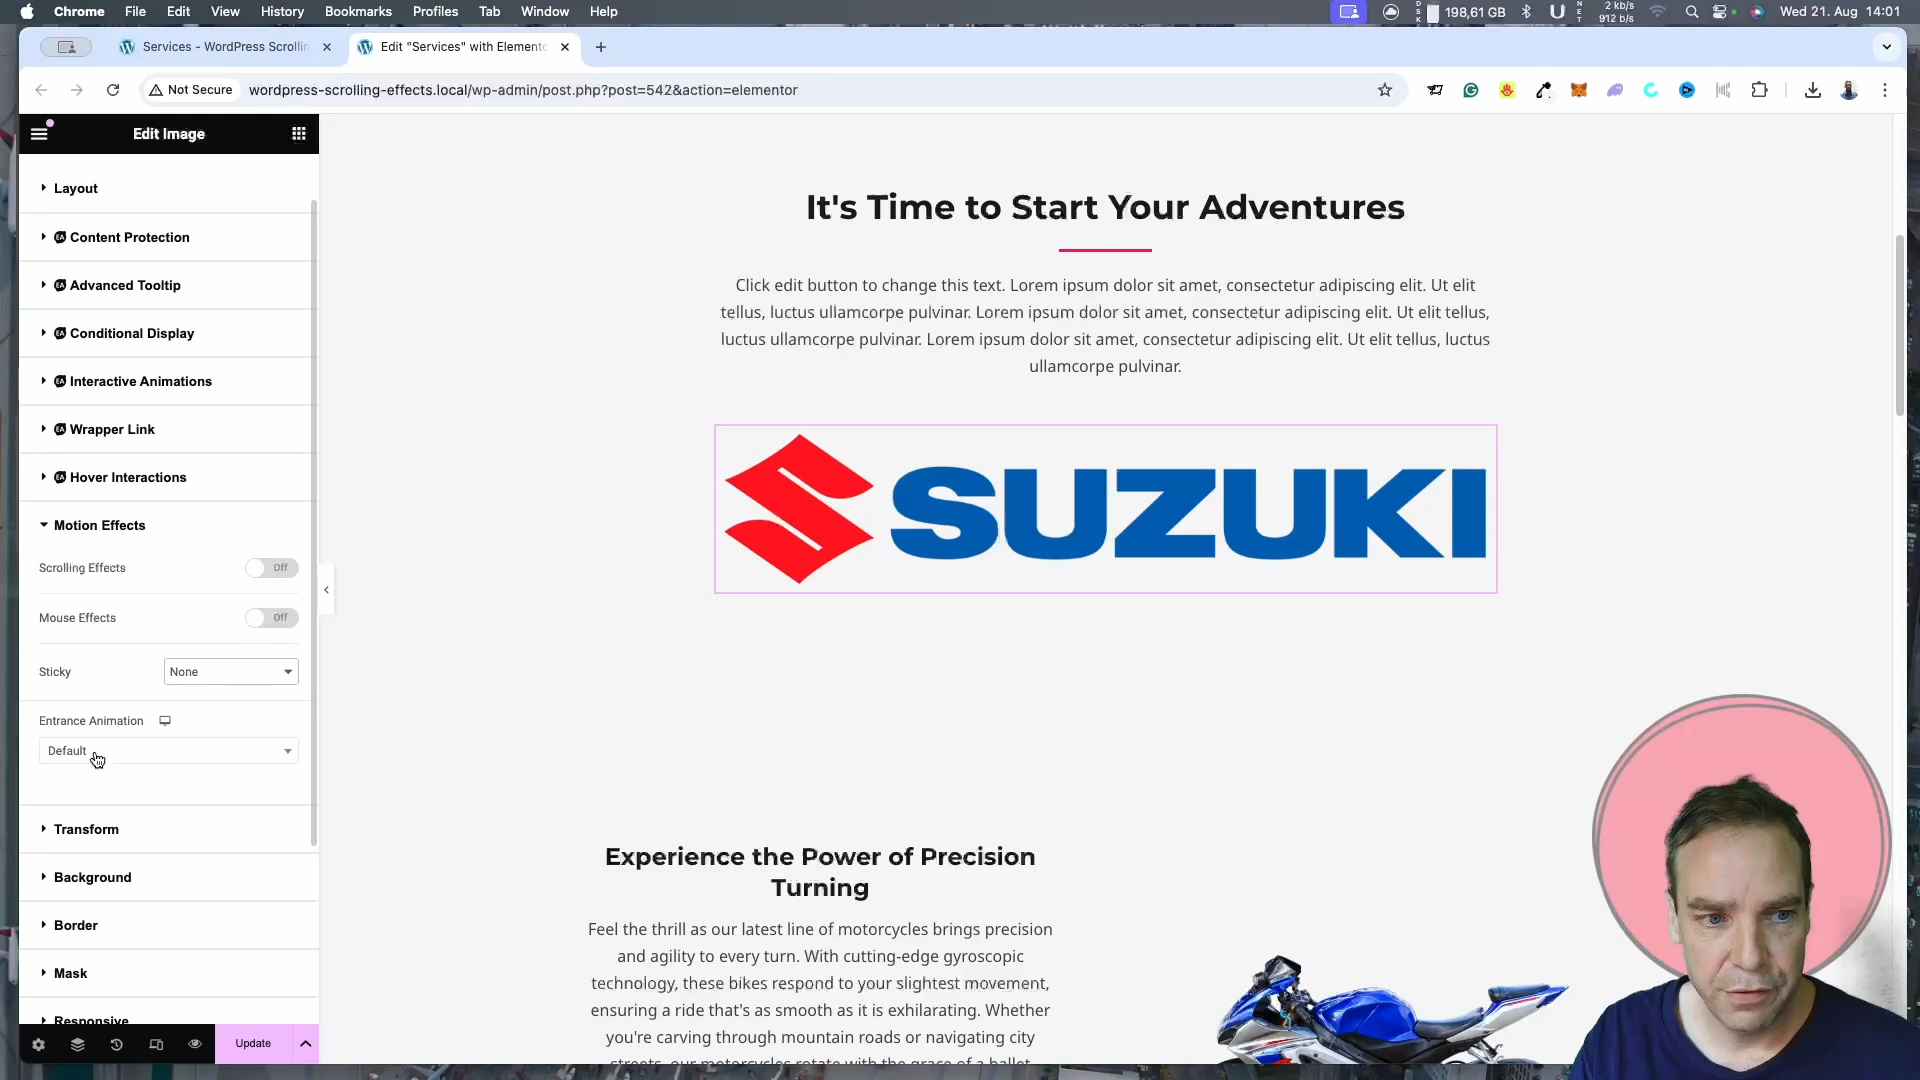 Chrome File Edit View History Bookmarks Profiles Tab Window Help
198,61 GB
2 kb/s
912 b/s
Wed 21. Aug 14:01
Services - WordPress Scrollin
Edit "Services" with Elemento
Not Secure
wordpress-scrolling-effects.local/wp-admin/post.php?post=542&action=elementor
Edit Image
Layout
Content Protection
Advanced Tooltip
Conditional Display
Interactive Animations
Wrapper Link
Hover Interactions
Motion Effects
Scrolling Effects
Off
Mouse Effects
Off
Sticky
None
Entrance Animation
Default
Transform
Background
Border
Mask
Responsive
Update
It's Time to Start Your Adventures
Click edit button to change this text. Lorem ipsum dolor sit amet, consectetur adipiscing elit. Ut elit
tellus, luctus ullamcorpe pulvinar. Lorem ipsum dolor sit amet, consectetur adipiscing elit. Ut elit tellus,
luctus ullamcorpe pulvinar. Lorem ipsum dolor sit amet, consectetur adipiscing elit. Ut elit tellus, luctus
ullamcorpe pulvinar.
SUZUKI
Experience the Power of Precision
Turning
Feel the thrill as our latest line of motorcycles brings precision
and agility to every turn. With cutting-edge gyroscopic
technology, these bikes respond to your slightest movement,
ensuring a ride that's as smooth as it is exhilarating. Whether
you're carving through mountain roads or navigating city
streets, our motorcycles rotate with the grace of a ballet